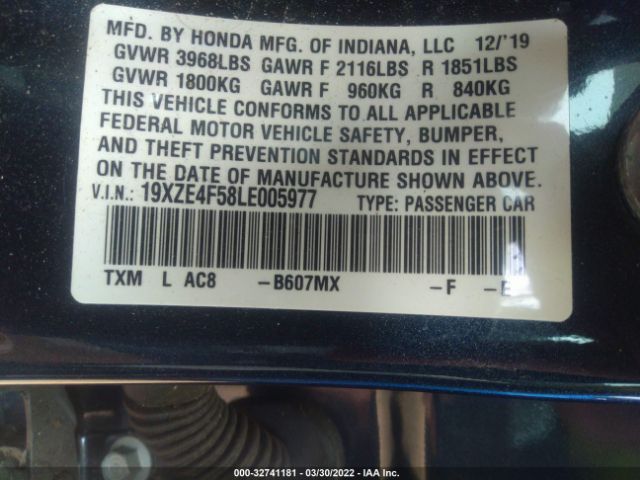 MFD. BY HONDA MFG. OF INDIANA, LLC 12/'19
GVWR 3968LBS GAWR F 2116LBS R 1851LBS
GVWR 1800KG GAWR F 960KG R 840KG
THIS VEHICLE CONFORMS TO ALL APPLICABLE
FEDERAL MOTOR VEHICLE SAFETY, BUMPER,
AND THEFT PREVENTION STANDARDS IN EFFECT
ON THE DATE OF MANUFACTURE SHOWN ABOVE.
V.I.N.: 19XZE4F58LE005977 TYPE: PASSENGER CAR
TXM L AC8 -B607MX -F -E
000-32741181 - 03/30/2022 - IAA Inc.